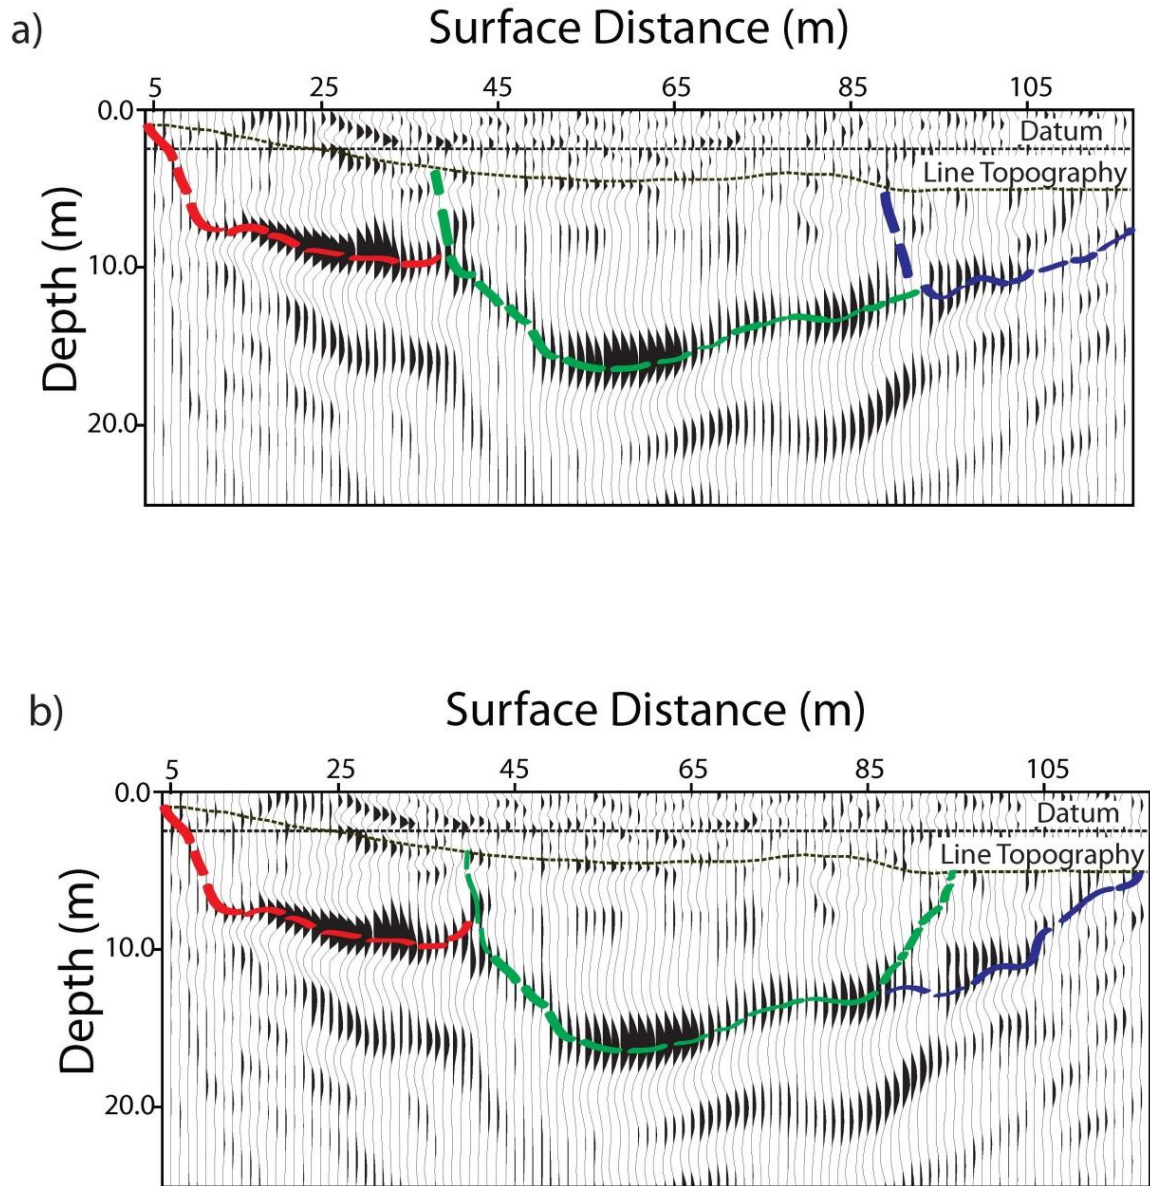 a)
Surface Distance (m)
5 25 45 65 85 105
0.0
Datum
Line Topography
Depth (m)
10.0
20.0
b)
Surface Distance (m)
5 25 45 65 85 105
0.0
Datum
Line Topography
Depth (m)
10.0
20.0